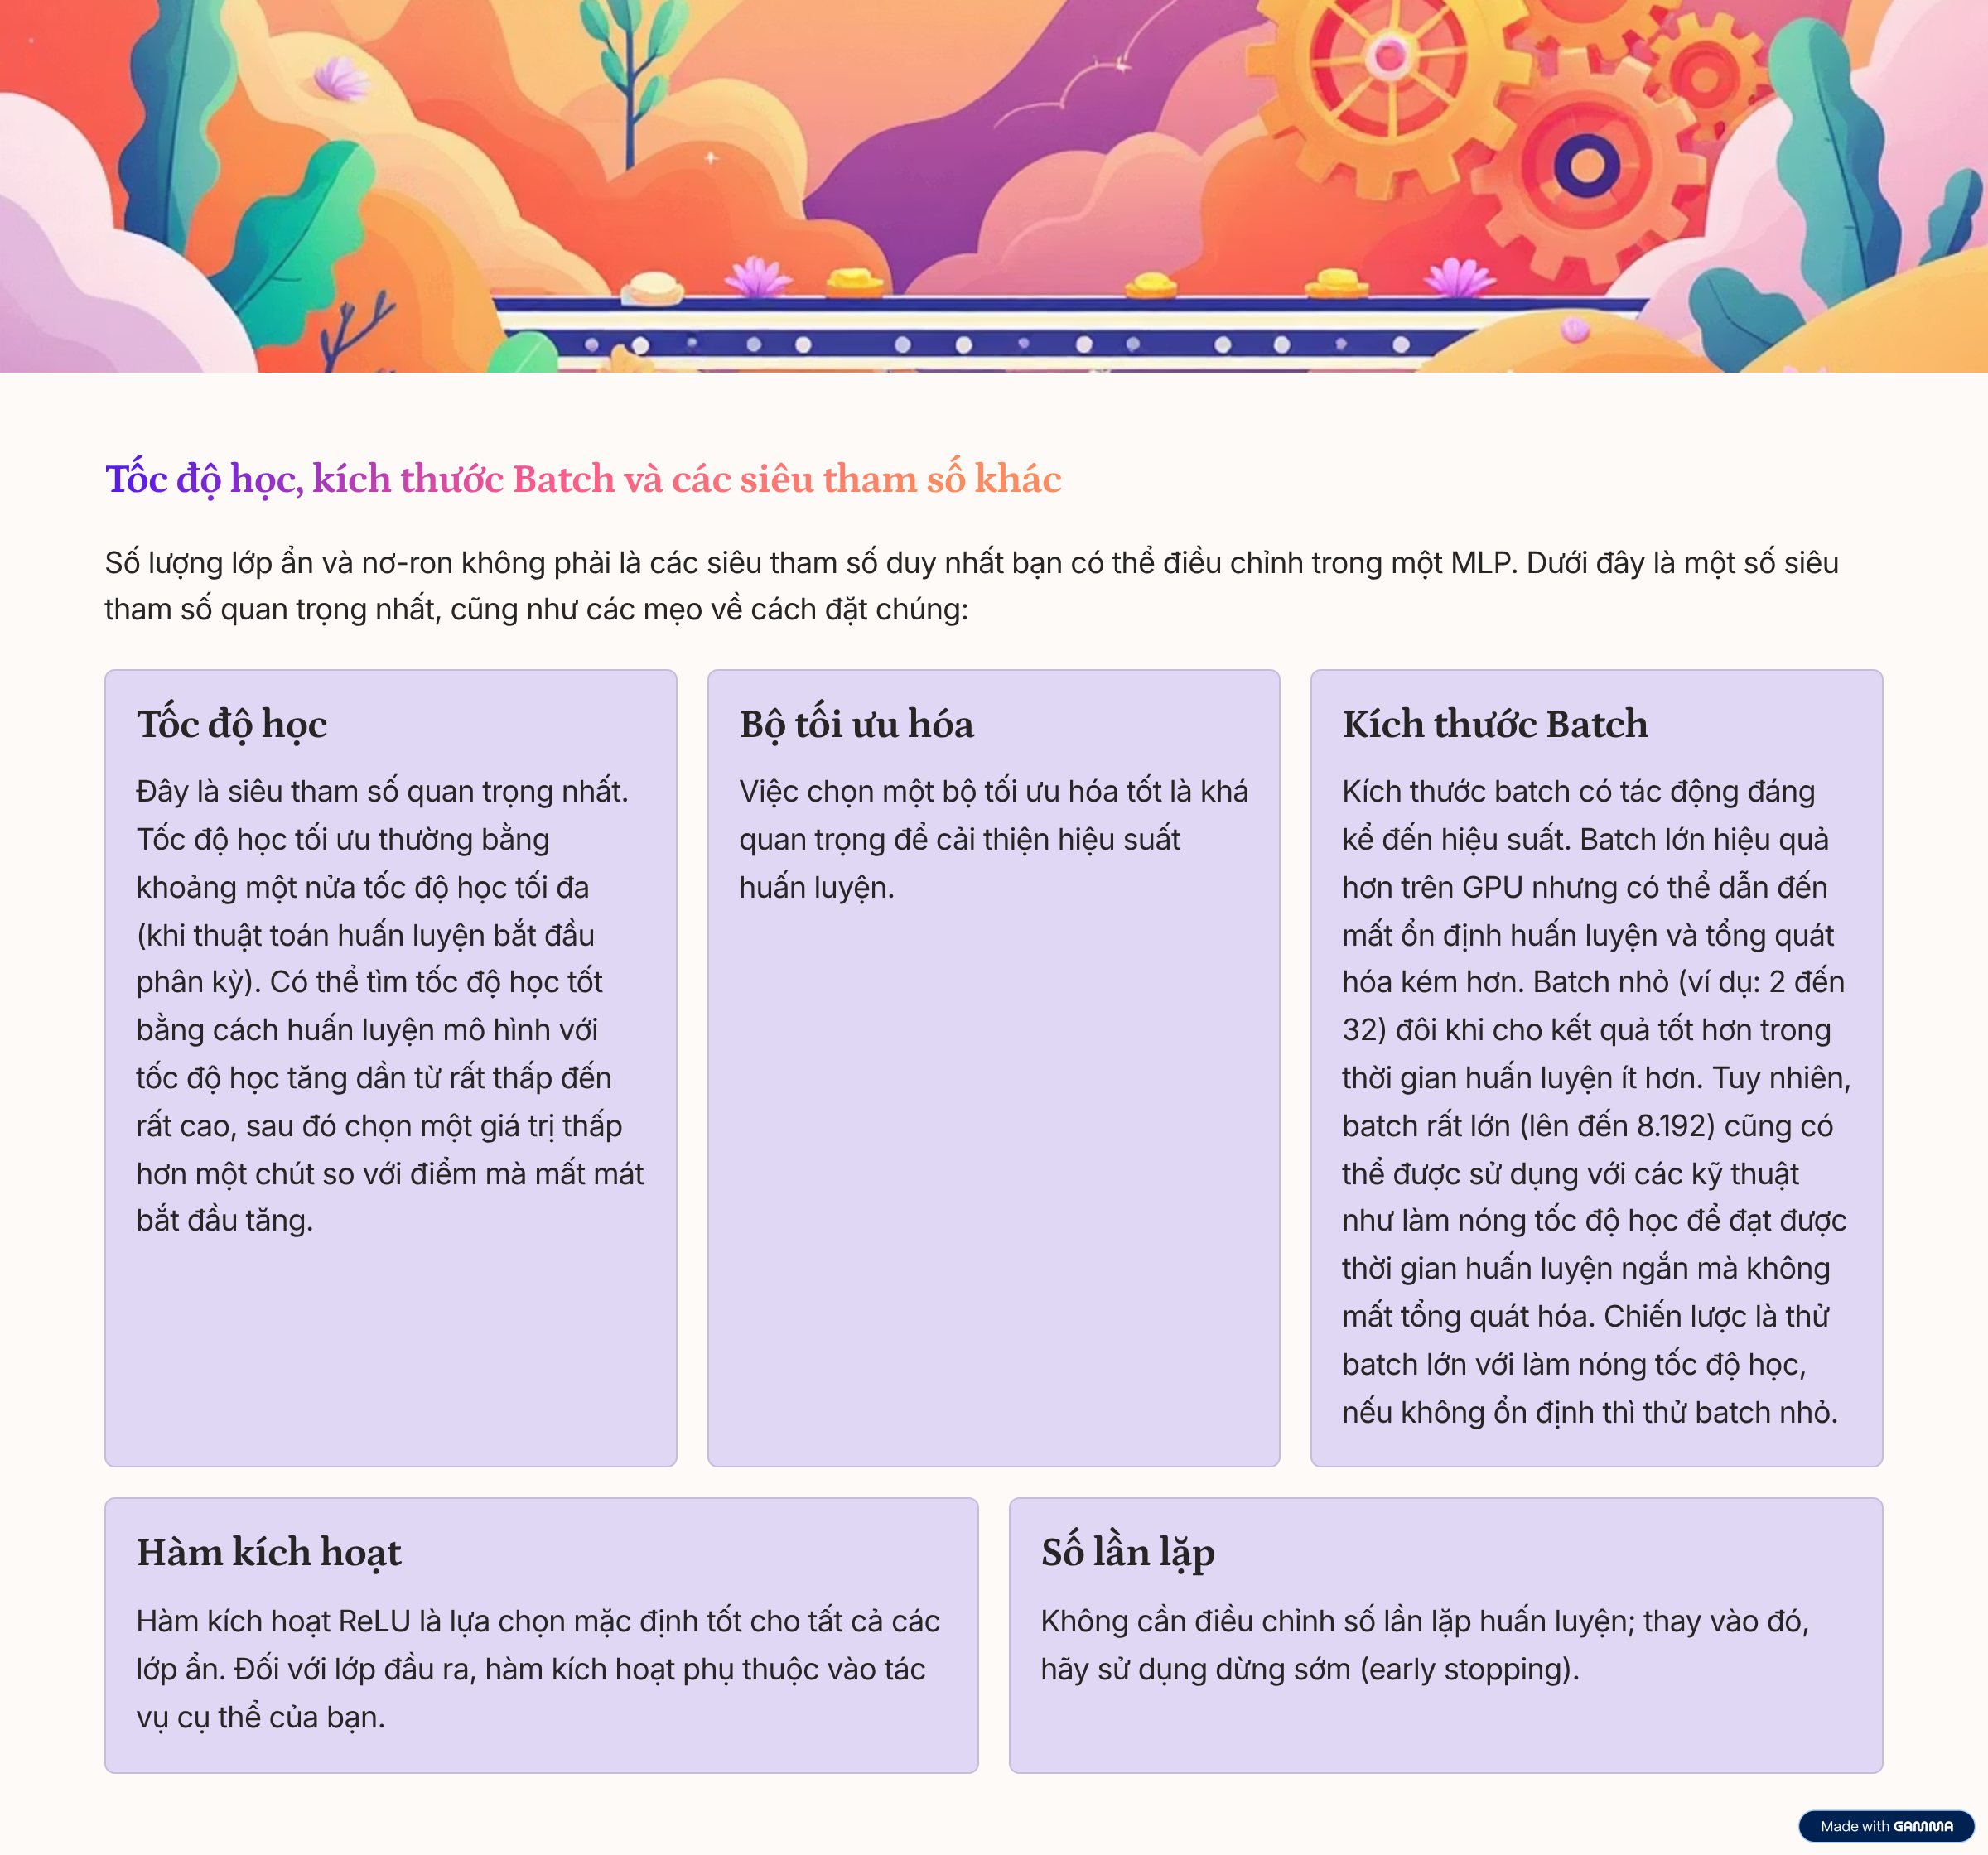 Tốc độ học, kích thước Batch và các siêu tham số khác
Số lượng lớp ẩn và nơ-ron không phải là các siêu tham số duy nhất bạn có thể điều chỉnh trong một MLP. Dưới đây là một số siêu
tham số quan trọng nhất, cũng như các mẹo về cách đặt chúng:
Tốc độ học
Đây là siêu tham số quan trọng nhất.
Tốc độ học tối ưu thường bằng
khoảng một nửa tốc độ học tối đa
(khi thuật toán huấn luyện bắt đầu
phân kỳ). Có thể tìm tốc độ học tốt
bằng cách huấn luyện mô hình với
tốc độ học tăng dần từ rất thấp đến
rất cao, sau đó chọn một giá trị thấp
hơn một chút so với điểm mà mất mát
bắt đầu tăng.
Bộ tối ưu hóa
Việc chọn một bộ tối ưu hóa tốt là khá
quan trọng để cải thiện hiệu suất
huấn luyện.
Kích thước Batch
Kích thước batch có tác động đáng
kể đến hiệu suất. Batch lớn hiệu quả
hơn trên GPU nhưng có thể dẫn đến
mất ổn định huấn luyện và tổng quát
hóa kém hơn. Batch nhỏ (ví dụ: 2 đến
32) đôi khi cho kết quả tốt hơn trong
thời gian huấn luyện ít hơn. Tuy nhiên,
batch rất lớn (lên đến 8.192) cũng có
thể được sử dụng với các kỹ thuật
như làm nóng tốc độ học để đạt được
thời gian huấn luyện ngắn mà không
mất tổng quát hóa. Chiến lược là thử
batch lớn với làm nóng tốc độ học,
nếu không ổn định thì thử batch nhỏ.
Hàm kích hoạt
Hàm kích hoạt ReLU là lựa chọn mặc định tốt cho tất cả các
lớp ẩn. Đối với lớp đầu ra, hàm kích hoạt phụ thuộc vào tác
vụ cụ thể của bạn.
Số lần lặp
Không cần điều chỉnh số lần lặp huấn luyện; thay vào đó,
hãy sử dụng dừng sớm (early stopping).
Made with GAMMA